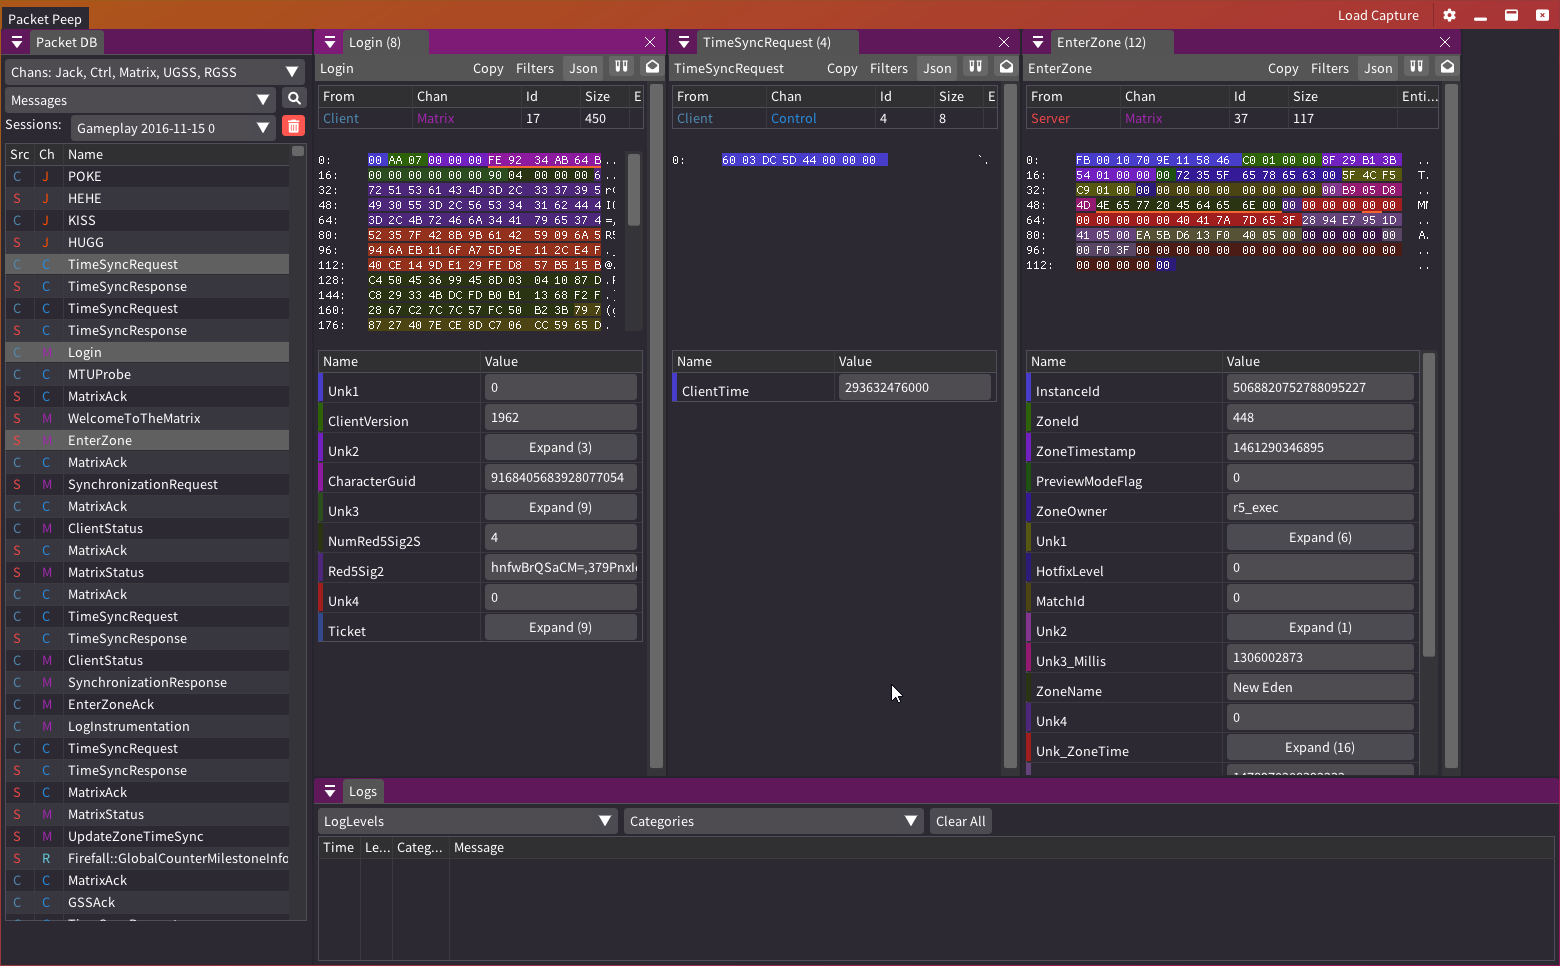 Packet Peep
Load Capture
Packet DB
Chans: Jack, Ctrl, Matrix, UGSS, RGSS
Messages
Sessions: Gameplay 2016-11-15 0
Src Ch Name
C J POKE
S J HEHE
C J KISS
S J HUGG
C C TimeSyncRequest
S C TimeSyncResponse
C C TimeSyncRequest
S C TimeSyncResponse
C M Login
C C MTUProbe
S C MatrixAck
S M WelcomeToTheMatrix
S M EnterZone
C C MatrixAck
S M SynchronizationRequest
C C MatrixAck
C M ClientStatus
S C MatrixAck
S M MatrixStatus
C C MatrixAck
C C TimeSyncRequest
S C TimeSyncResponse
C M ClientStatus
C M SynchronizationResponse
C M EnterZoneAck
C M LogInstrumentation
C C TimeSyncRequest
S C TimeSyncResponse
S C MatrixAck
S M MatrixStatus
C M UpdateZoneTimeSync
S R Firefall::GlobalCounterMilestoneInfo
C C MatrixAck
C C GSSAck
Login (8)
Login Copy Filters Json
From Chan Id Size E
Client Matrix 17 450
0: 00 AA 07 00 00 00 FE 92 34 AB 64 B
16: 00 00 00 00 00 90 04 00 00 00 6
32: 72 51 53 61 43 4D 3D 2C 33 37 39 5
48: 49 30 55 3D 2C 56 53 34 31 62 44 4
64: 3D 2C 4B 72 46 6A 34 41 79 65 37 4
80: 52 35 7F 42 8B 9B 61 42 59 09 6A 5
96: 94 6A EB 11 6F A7 5D 9E 11 2C E4 F
112: 40 CE 14 9D E1 29 FE D8 57 B5 15 B
128: C4 50 45 36 99 45 8D 03 04 10 87 D
144: C8 29 33 4B DC FD B0 B1 13 68 F2 F
160: 28 67 C2 7C 7C 57 FC 50 B2 3B 79 7
176: 87 27 40 7E CE 8D C7 06 CC 59 65 D
Name Value
Unk1 0
ClientVersion 1962
Unk2 Expand (3)
CharacterGuid 9168405683928077054
Unk3 Expand (9)
NumRed5Sig2S 4
Red5Sig2 hnfwBrQSaCM=,379Pnxl
Unk4 0
Ticket Expand (9)
TimeSyncRequest (4)
TimeSyncRequest Copy Filters Json
From Chan Id Size E
Client Control 4 8
0: 60 03 DC 5D 44 00 00 00 `.
Name Value
ClientTime 293632476000
EnterZone (12)
EnterZone Copy Filters Json
From Chan Id Size Enti...
Server Matrix 37 117
0: FB 00 10 70 9E 11 58 46 C0 01 00 00 8F 29 B1 3B
16: 54 01 00 00 00 72 35 5F 65 78 65 63 00 5F 4C F5
32: C9 01 00 00 00 00 00 00 00 00 00 00 00 B9 05 D8
48: 4D 4E 65 77 20 45 64 65 6E 00 00 00 00 00 00 00
64: 00 00 00 00 00 40 41 7A 7D 65 3F 28 94 E7 95 1D
80: 41 05 00 EA 5B D6 13 F0 40 05 00 00 00 00 00 00
96: 00 F0 3F 00 00 00 00 00 00 00 00 00 00 00 00 00
112: 00 00 00 00 00
Name Value
InstanceId 5068820752788095227
ZoneId 448
ZoneTimestamp 1461290346895
PreviewModeFlag 0
ZoneOwner r5_exec
Unk1 Expand (6)
HotfixLevel 0
MatchId 0
Unk2 Expand (1)
Unk3_Millis 1306002873
ZoneName New Eden
Unk4 0
Unk_ZoneTime Expand (16)
Logs
LogLevels Categories Clear All
Time Le... Categ... Message